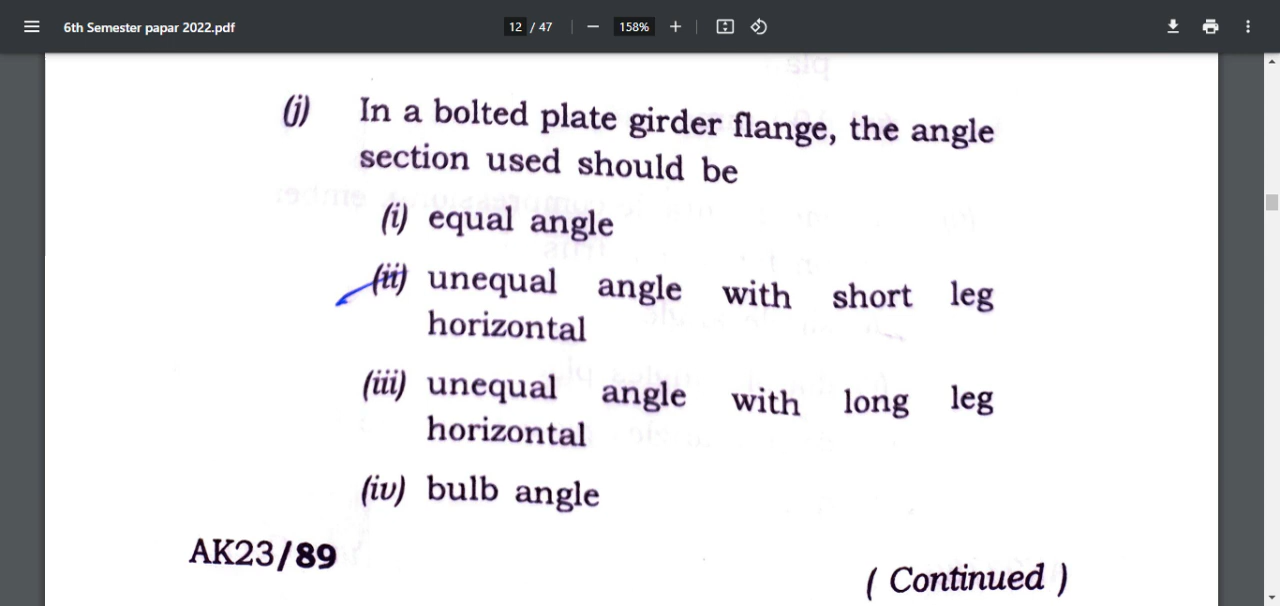 6th Semester papar 2022.pdf 12 / 47 158%
(j) In a bolted plate girder flange, the angle
section used should be
(i) equal angle
(ii) unequal angle with short leg
horizontal
(iii) unequal angle with long leg
horizontal
(iv) bulb angle
AK23/89
( Continued )